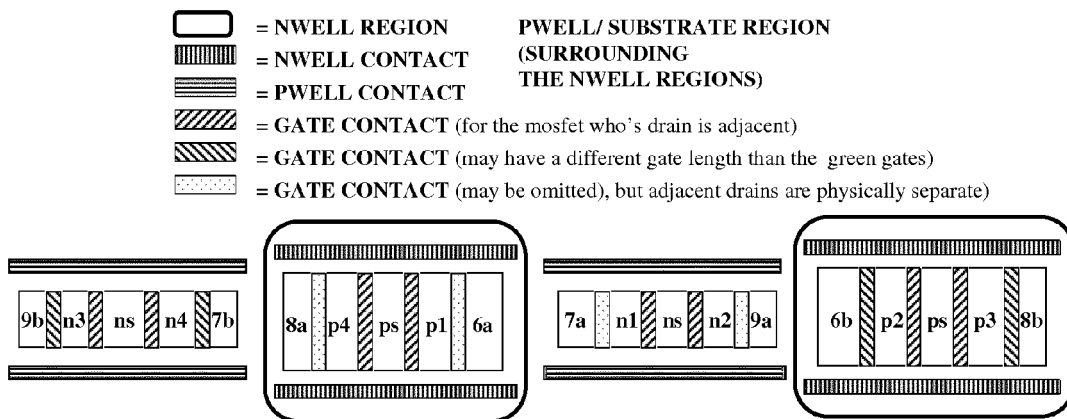 = NWELL REGION
= NWELL CONTACT
= PWELL CONTACT
PWELL/ SUBSTRATE REGION
(SURROUNDING
THE NWELL REGIONS)
= GATE CONTACT (for the mosfet who's drain is adjacent)
= GATE CONTACT (may have a different gate length than the green gates)
= GATE CONTACT (may be omitted), but adjacent drains are physically separate)
9b n3 ns n4 7b
8a p4 ps p1 6a
7a n1 ns n2 9a
6b p2 ps p3 8b